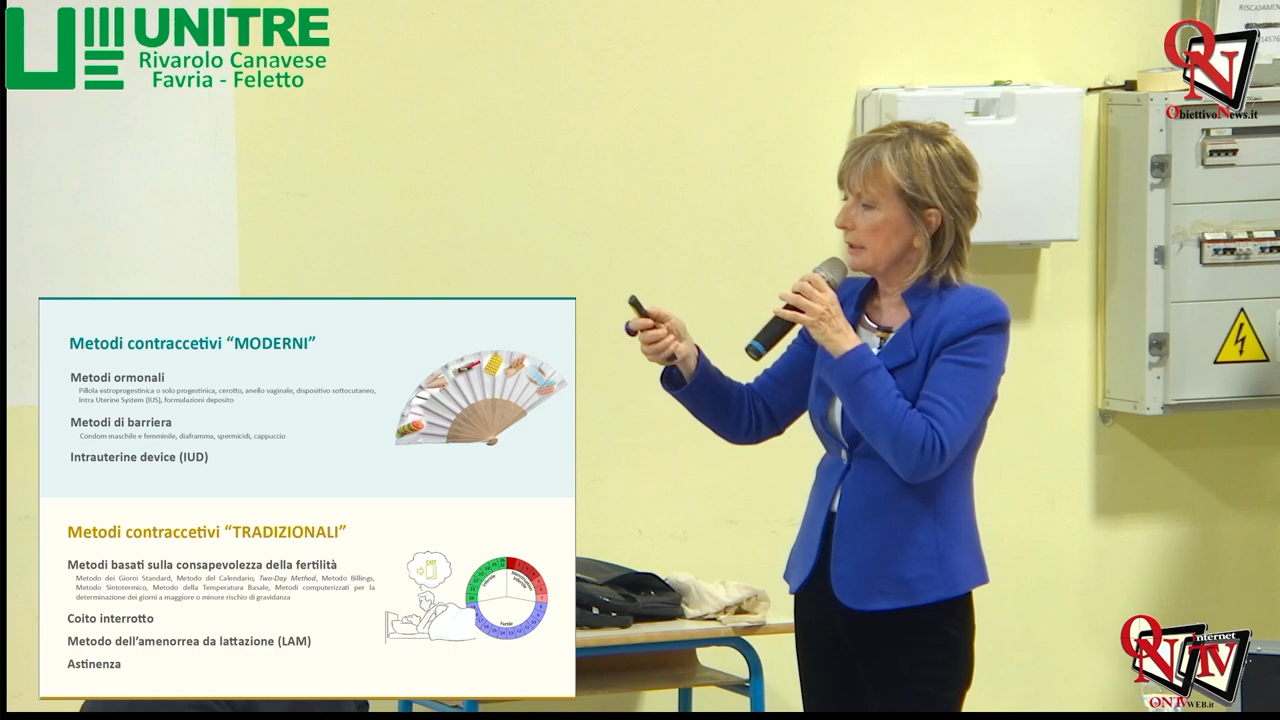 UNITRE
Rivarolo Canavese
Favria - Feletto
ON
ObiettivoNews.it
Metodi contraccetivi “MODERNI”
Metodi ormonali
Pillola estroprogestinica o solo progestinica, cerotto, anello vaginale, dispositivo sottocutaneo,
Intra Uterine System (IUS), formulazioni deposito
Metodi di barriera
Condom maschile e femminile, diaframma, spermicidi, cappuccio
Intrauterine device (IUD)
Metodi contraccetivi “TRADIZIONALI”
Metodi basati sulla consapevolezza della fertilità
Metodo dei Giorni Standard, Metodo del Calendario, Two-Day Method, Metodo Billings,
Metodo Sintotermico, Metodo della Temperatura Basale, Metodi computerizzati per la
determinazione dei giorni a maggiore o minore rischio di gravidanza
Coito interrotto
Metodo dell’amenorrea da lattazione (LAM)
Astinenza
Fertile
ON internet TV
ONTVWEB.it